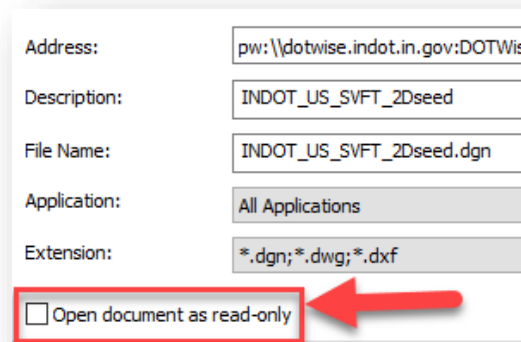 Address: pw:\\dotwise.indot.in.gov:DOTWis
Description: INDOT_US_SVFT_2Dseed
File Name: INDOT_US_SVFT_2Dseed.dgn
Application: All Applications
Extension: *.dgn;*.dwg;*.dxf
Open document as read-only